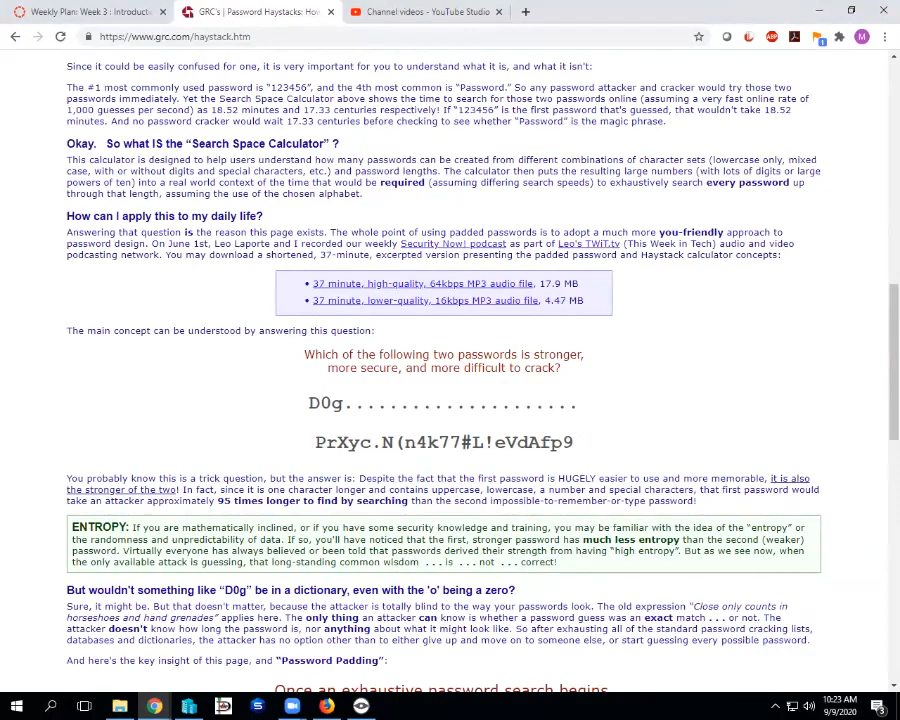 Weekly Plan: Week 3 : Introducti
GRC's | Password Haystacks: Ho
Channel videos - YouTube Studio
https://www.grc.com/haystack.htm
Since it could be easily confused for one, it is very important for you to understand what it is, and what it isn't:
The #1 most commonly used password is "123456", and the 4th most common is "Password." So any password attacker and cracker would try those two
passwords immediately. Yet the Search Space Calculator above shows the time to search for those two passwords online (assuming a very fast online rate of
1,000 guesses per second) as 18.52 minutes and 17.33 centuries respectively! If "123456" is the first password that's guessed, that wouldn't take 18.52
minutes. And no password cracker would wait 17.33 centuries before checking to see whether "Password" is the magic phrase.
Okay. So what IS the "Search Space Calculator" ?
This calculator is designed to help users understand how many passwords can be created from different combinations of character sets (lowercase only, mixed
case, with or without digits and special characters, etc.) and password lengths. The calculator then puts the resulting large numbers (with lots of digits or large
powers of ten) into a real world context of the time that would be required (assuming differing search speeds) to exhaustively search every password up
through that length, assuming the use of the chosen alphabet.
How can I apply this to my daily life?
Answering that question is the reason this page exists. The whole point of using padded passwords is to adopt a much more you-friendly approach to
password design. On June 1st, Leo Laporte and I recorded our weekly Security Now! podcast as part of Leo's TWiT.tv (This Week in Tech) audio and video
podcasting network. You may download a shortened, 37-minute, excerpted version presenting the padded password and Haystack calculator concepts:
• 37 minute, high-quality, 64kbps MP3 audio file, 17.9 MB
• 37 minute, lower-quality, 16kbps MP3 audio file, 4.47 MB
The main concept can be understood by answering this question:
Which of the following two passwords is stronger,
more secure, and more difficult to crack?
D0g.....................
PrXyc.N(n4k77#L!eVdAfp9
You probably know this is a trick question, but the answer is: Despite the fact that the first password is HUGELY easier to use and more memorable, it is also
the stronger of the two! In fact, since it is one character longer and contains uppercase, lowercase, a number and special characters, that first password would
take an attacker approximately 95 times longer to find by searching than the second impossible-to-remember-or-type password!
ENTROPY: If you are mathematically inclined, or if you have some security knowledge and training, you may be familiar with the idea of the "entropy" or
the randomness and unpredictability of data. If so, you'll have noticed that the first, stronger password has much less entropy than the second (weaker)
password. Virtually everyone has always believed or been told that passwords derived their strength from having "high entropy". But as we see now, when
the only available attack is guessing, that long-standing common wisdom . . . is . . . not . . . correct!
But wouldn't something like "D0g" be in a dictionary, even with the 'o' being a zero?
Sure, it might be. But that doesn't matter, because the attacker is totally blind to the way your passwords look. The old expression "Close only counts in
horseshoes and hand grenades" applies here. The only thing an attacker can know is whether a password guess was an exact match . . . or not. The
attacker doesn't know how long the password is, nor anything about what it might look like. So after exhausting all of the standard password cracking lists,
databases and dictionaries, the attacker has no option other than to either give up and move on to someone else, or start guessing every possible password.
And here's the key insight of this page, and "Password Padding":
Once an exhaustive password search begins,
10:23 AM
9/9/2020